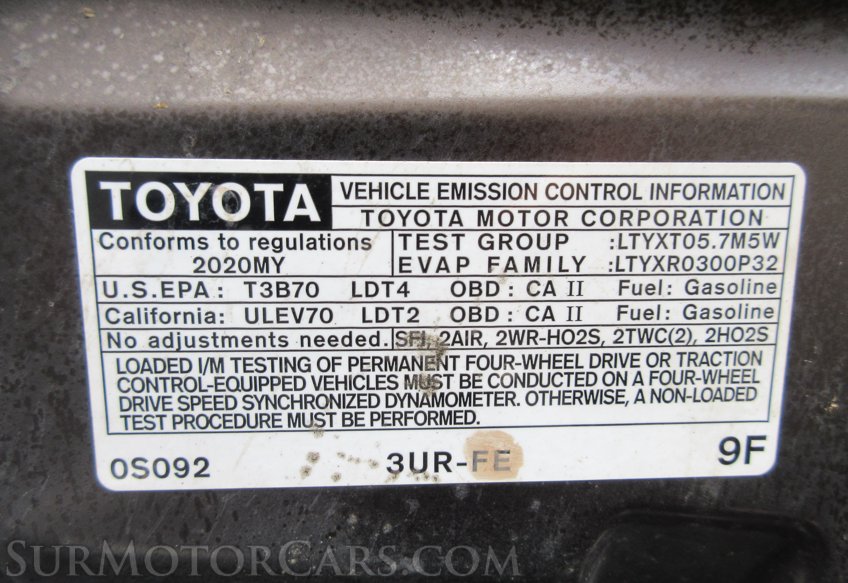 TOYOTA
VEHICLE EMISSION CONTROL INFORMATION
TOYOTA MOTOR CORPORATION
Conforms to regulations
2020MY
TEST GROUP :LTYXT05.7M5W
EVAP FAMILY :LTYXR0300P32
U.S.EPA: T3B70 LDT4 OBD: CA II Fuel: Gasoline
California: ULEV70 LDT2 OBD: CA II Fuel: Gasoline
No adjustments needed. SFI, 2AIR, 2WR-HO2S, 2TWC(2), 2HO2S
LOADED I/M TESTING OF PERMANENT FOUR-WHEEL DRIVE OR TRACTION
CONTROL-EQUIPPED VEHICLES MUST BE CONDUCTED ON A FOUR-WHEEL
DRIVE SPEED SYNCHRONIZED DYNAMOMETER. OTHERWISE, A NON-LOADED
TEST PROCEDURE MUST BE PERFORMED.
0S092 3UR-FE 9F
SurMotorCars.com